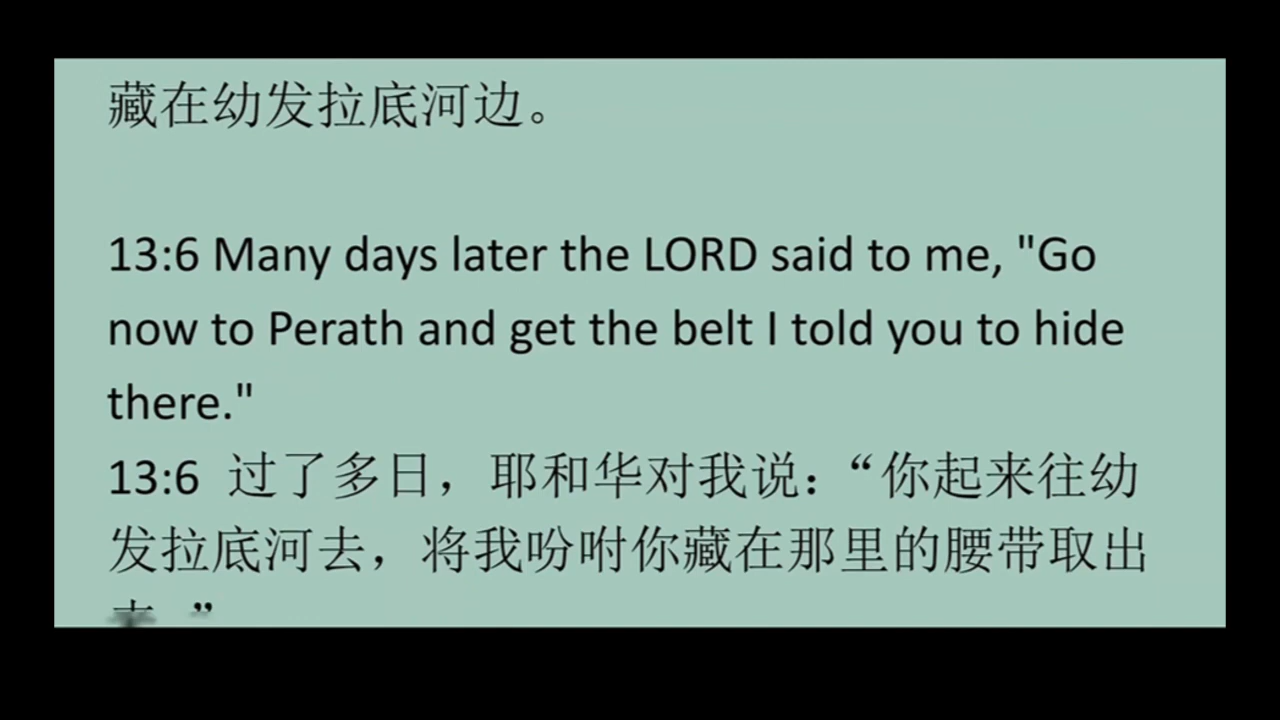 藏在幼发拉底河边。
13:6 Many days later the LORD said to me, "Go
now to Perath and get the belt I told you to hide
there."
13:6 过了多日，耶和华对我说：“你起来往幼
发拉底河去，将我吩咐你藏在那里的腰带取出